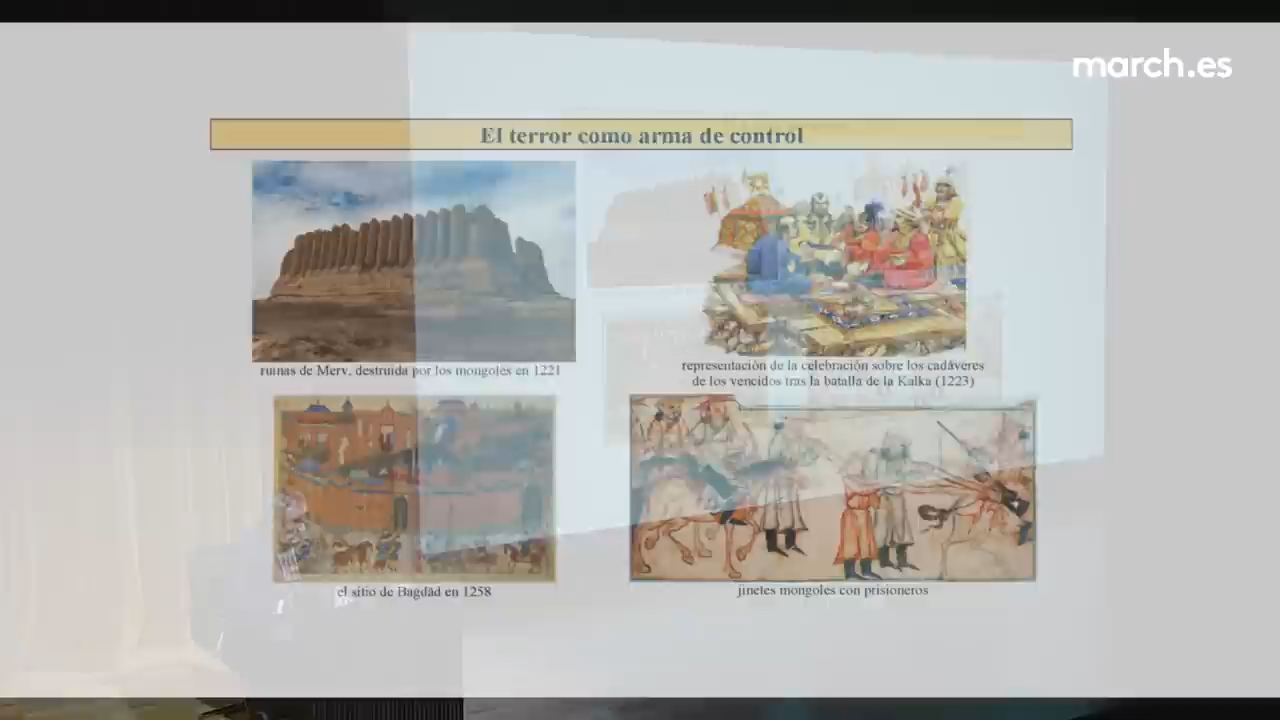 march.es
El terror como arma de control
ruinas de Merv, destruida por los mongoles en 1221
representación de la celebración sobre los cadáveres
de los vencidos tras la batalla de la Kalka (1223)
el sitio de Bagdād en 1258
jinetes mongoles con prisioneros